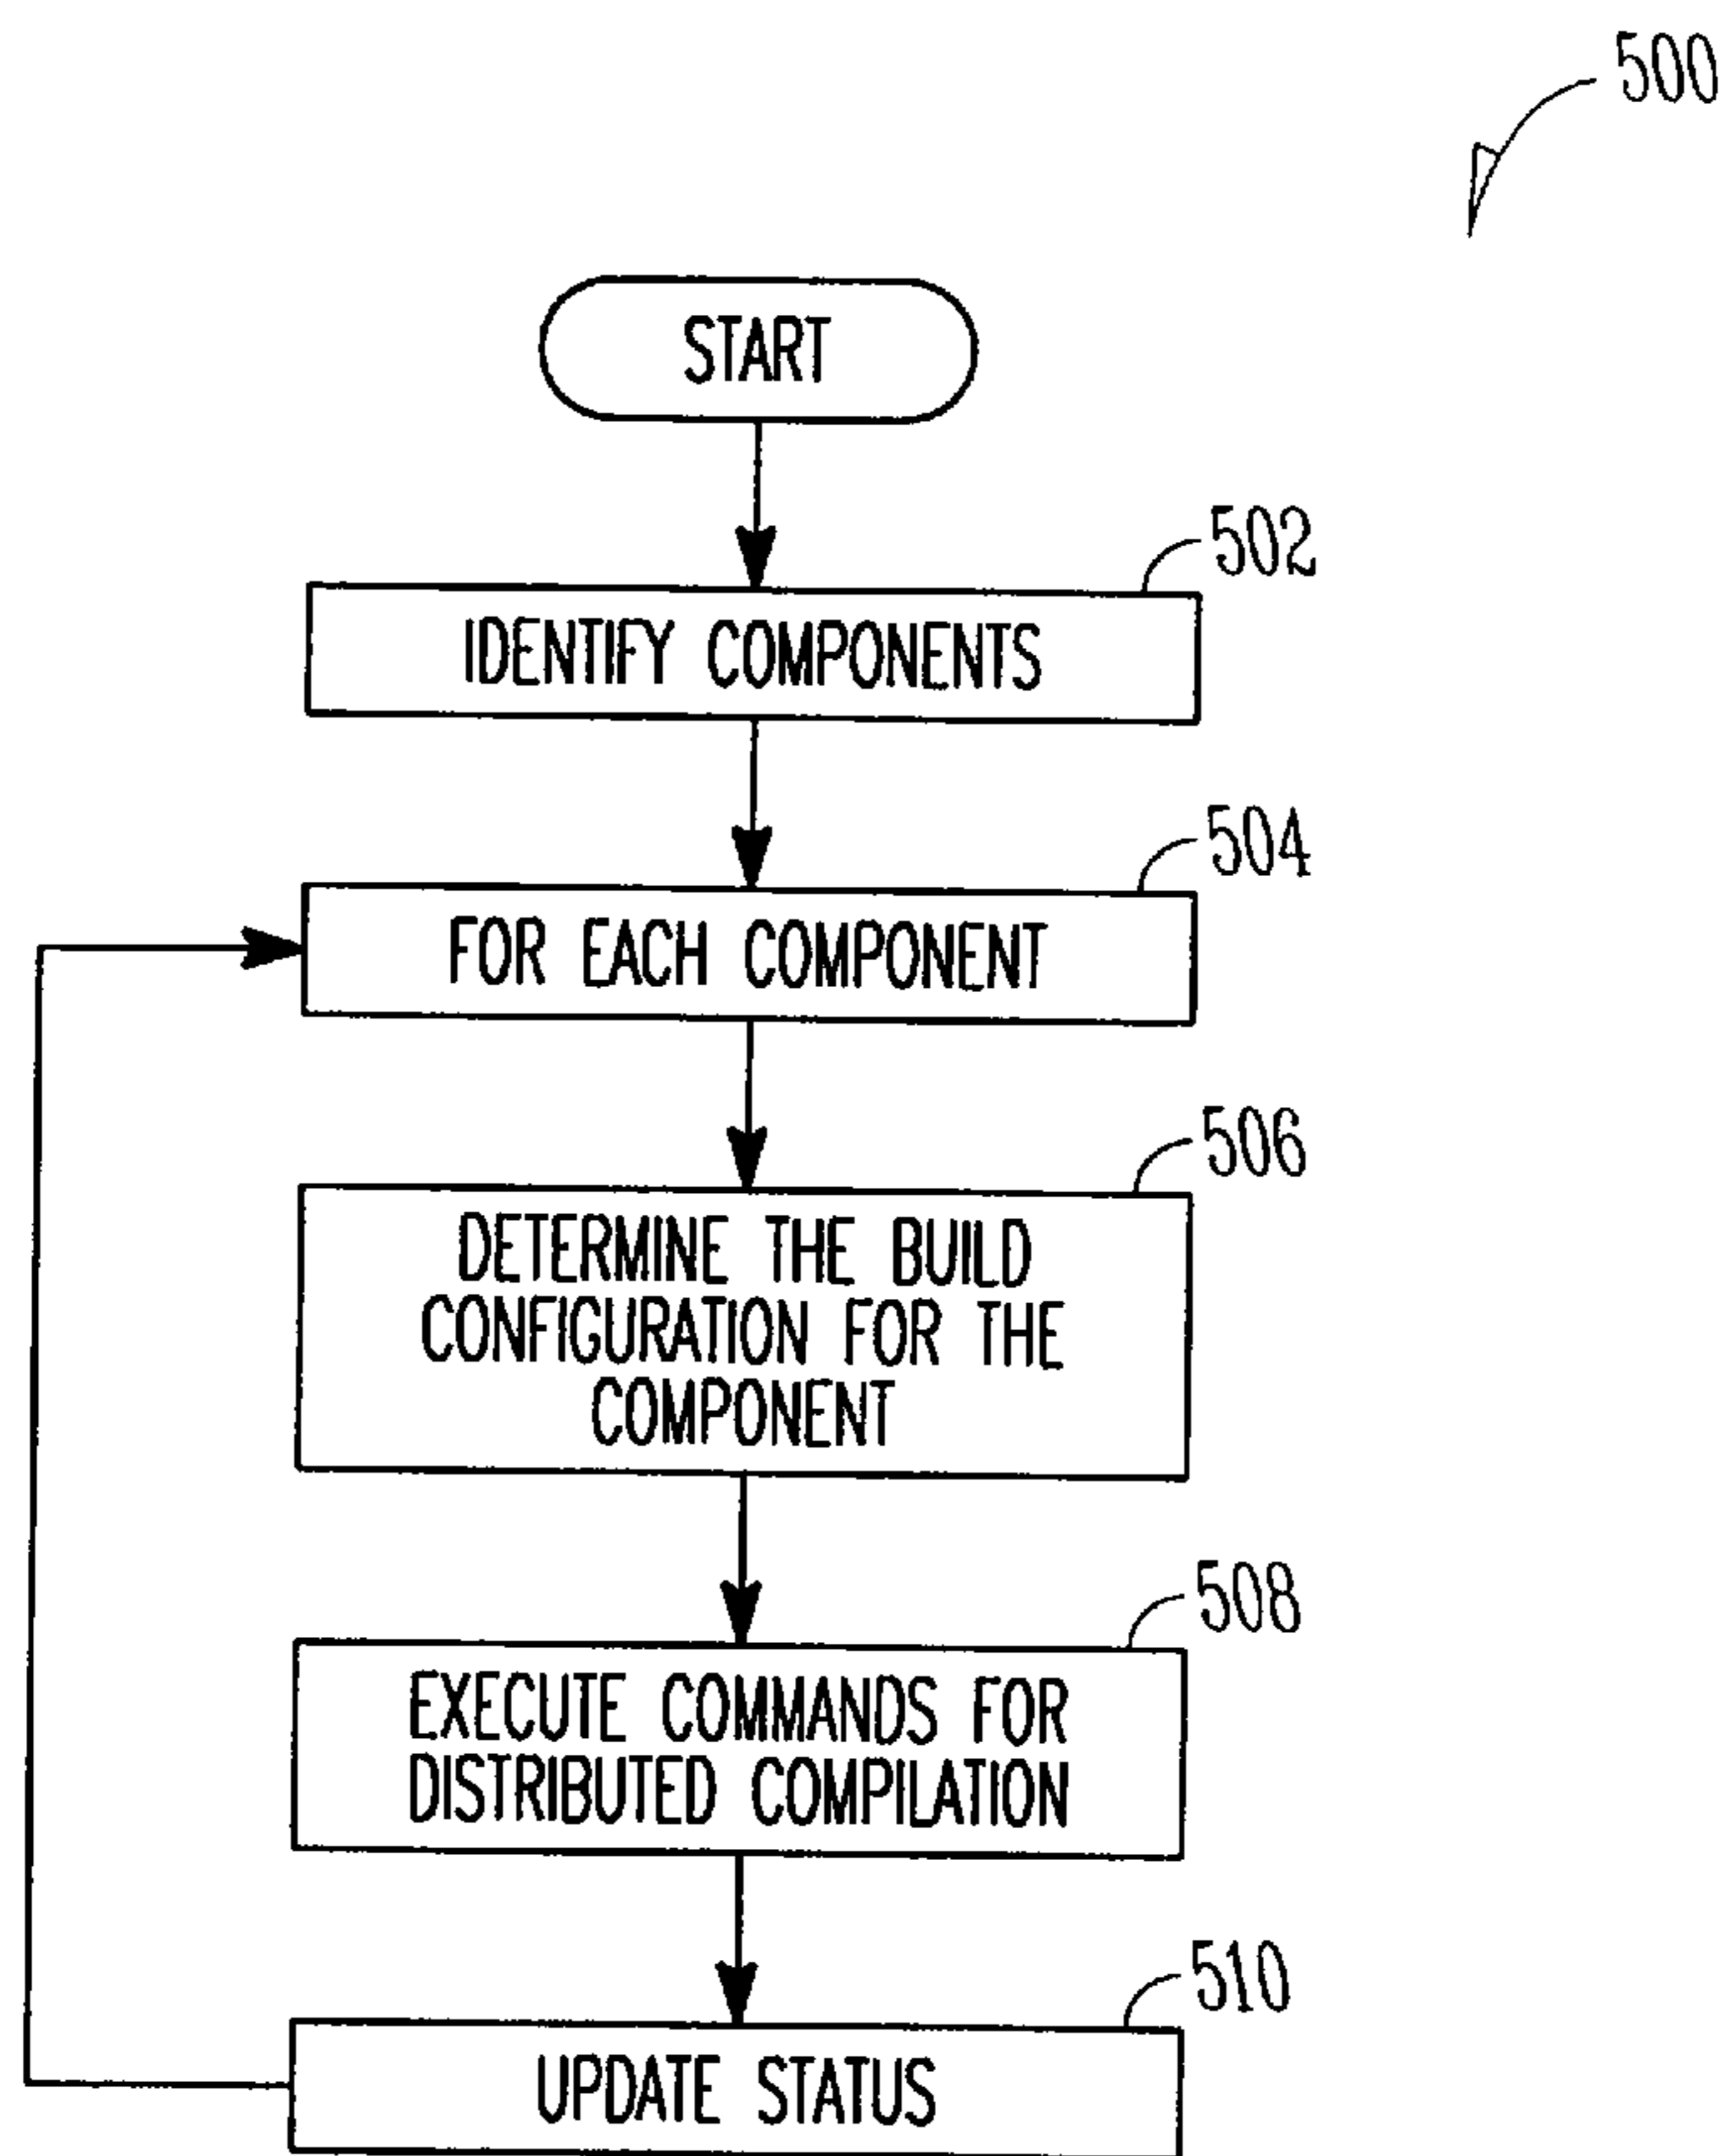 500
START
502
IDENTIFY COMPONENTS
504
FOR EACH COMPONENT
506
DETERMINE THE BUILD
CONFIGURATION FOR THE
COMPONENT
508
EXECUTE COMMANDS FOR
DISTRIBUTED COMPILATION
510
UPDATE STATUS